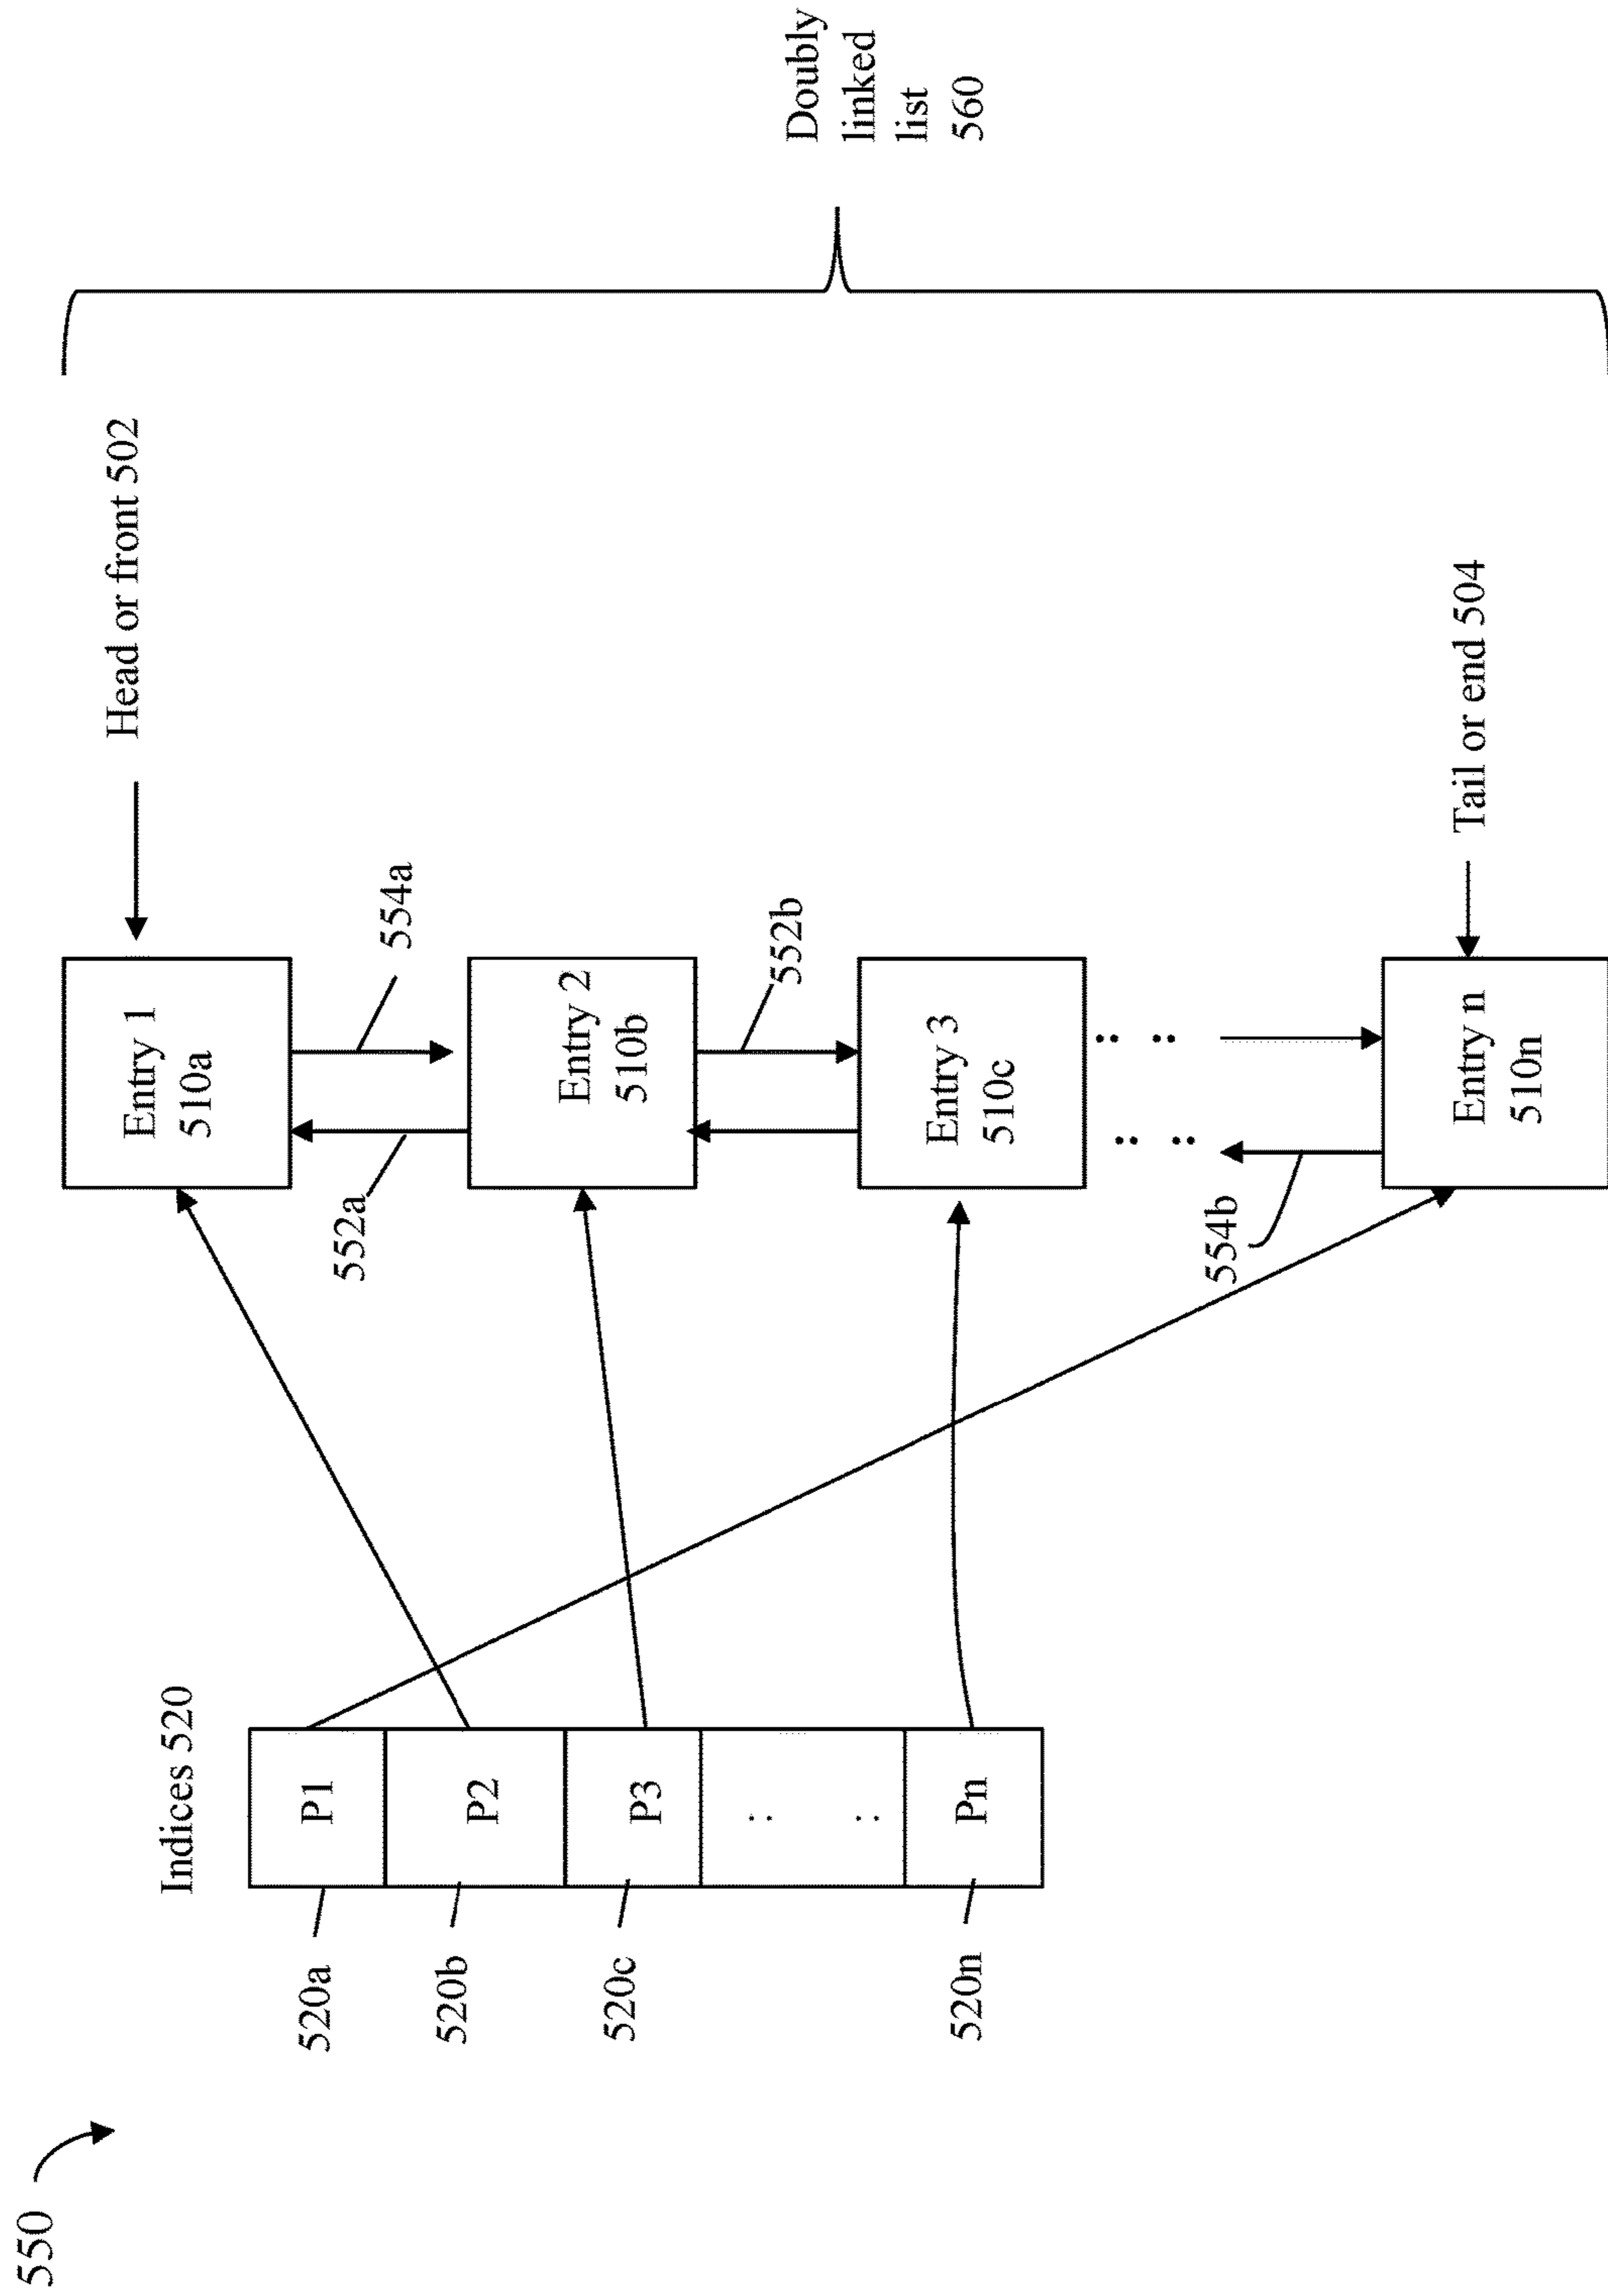 550
Indices 520
520a
P1
520b
P2
520c
P3
: :
520n
Pn
Head or front 502
Entry 1
510a
552a
554a
Entry 2
510b
552b
Entry 3
510c
554b
Entry n
510n
Tail or end 504
Doubly
linked
list
560